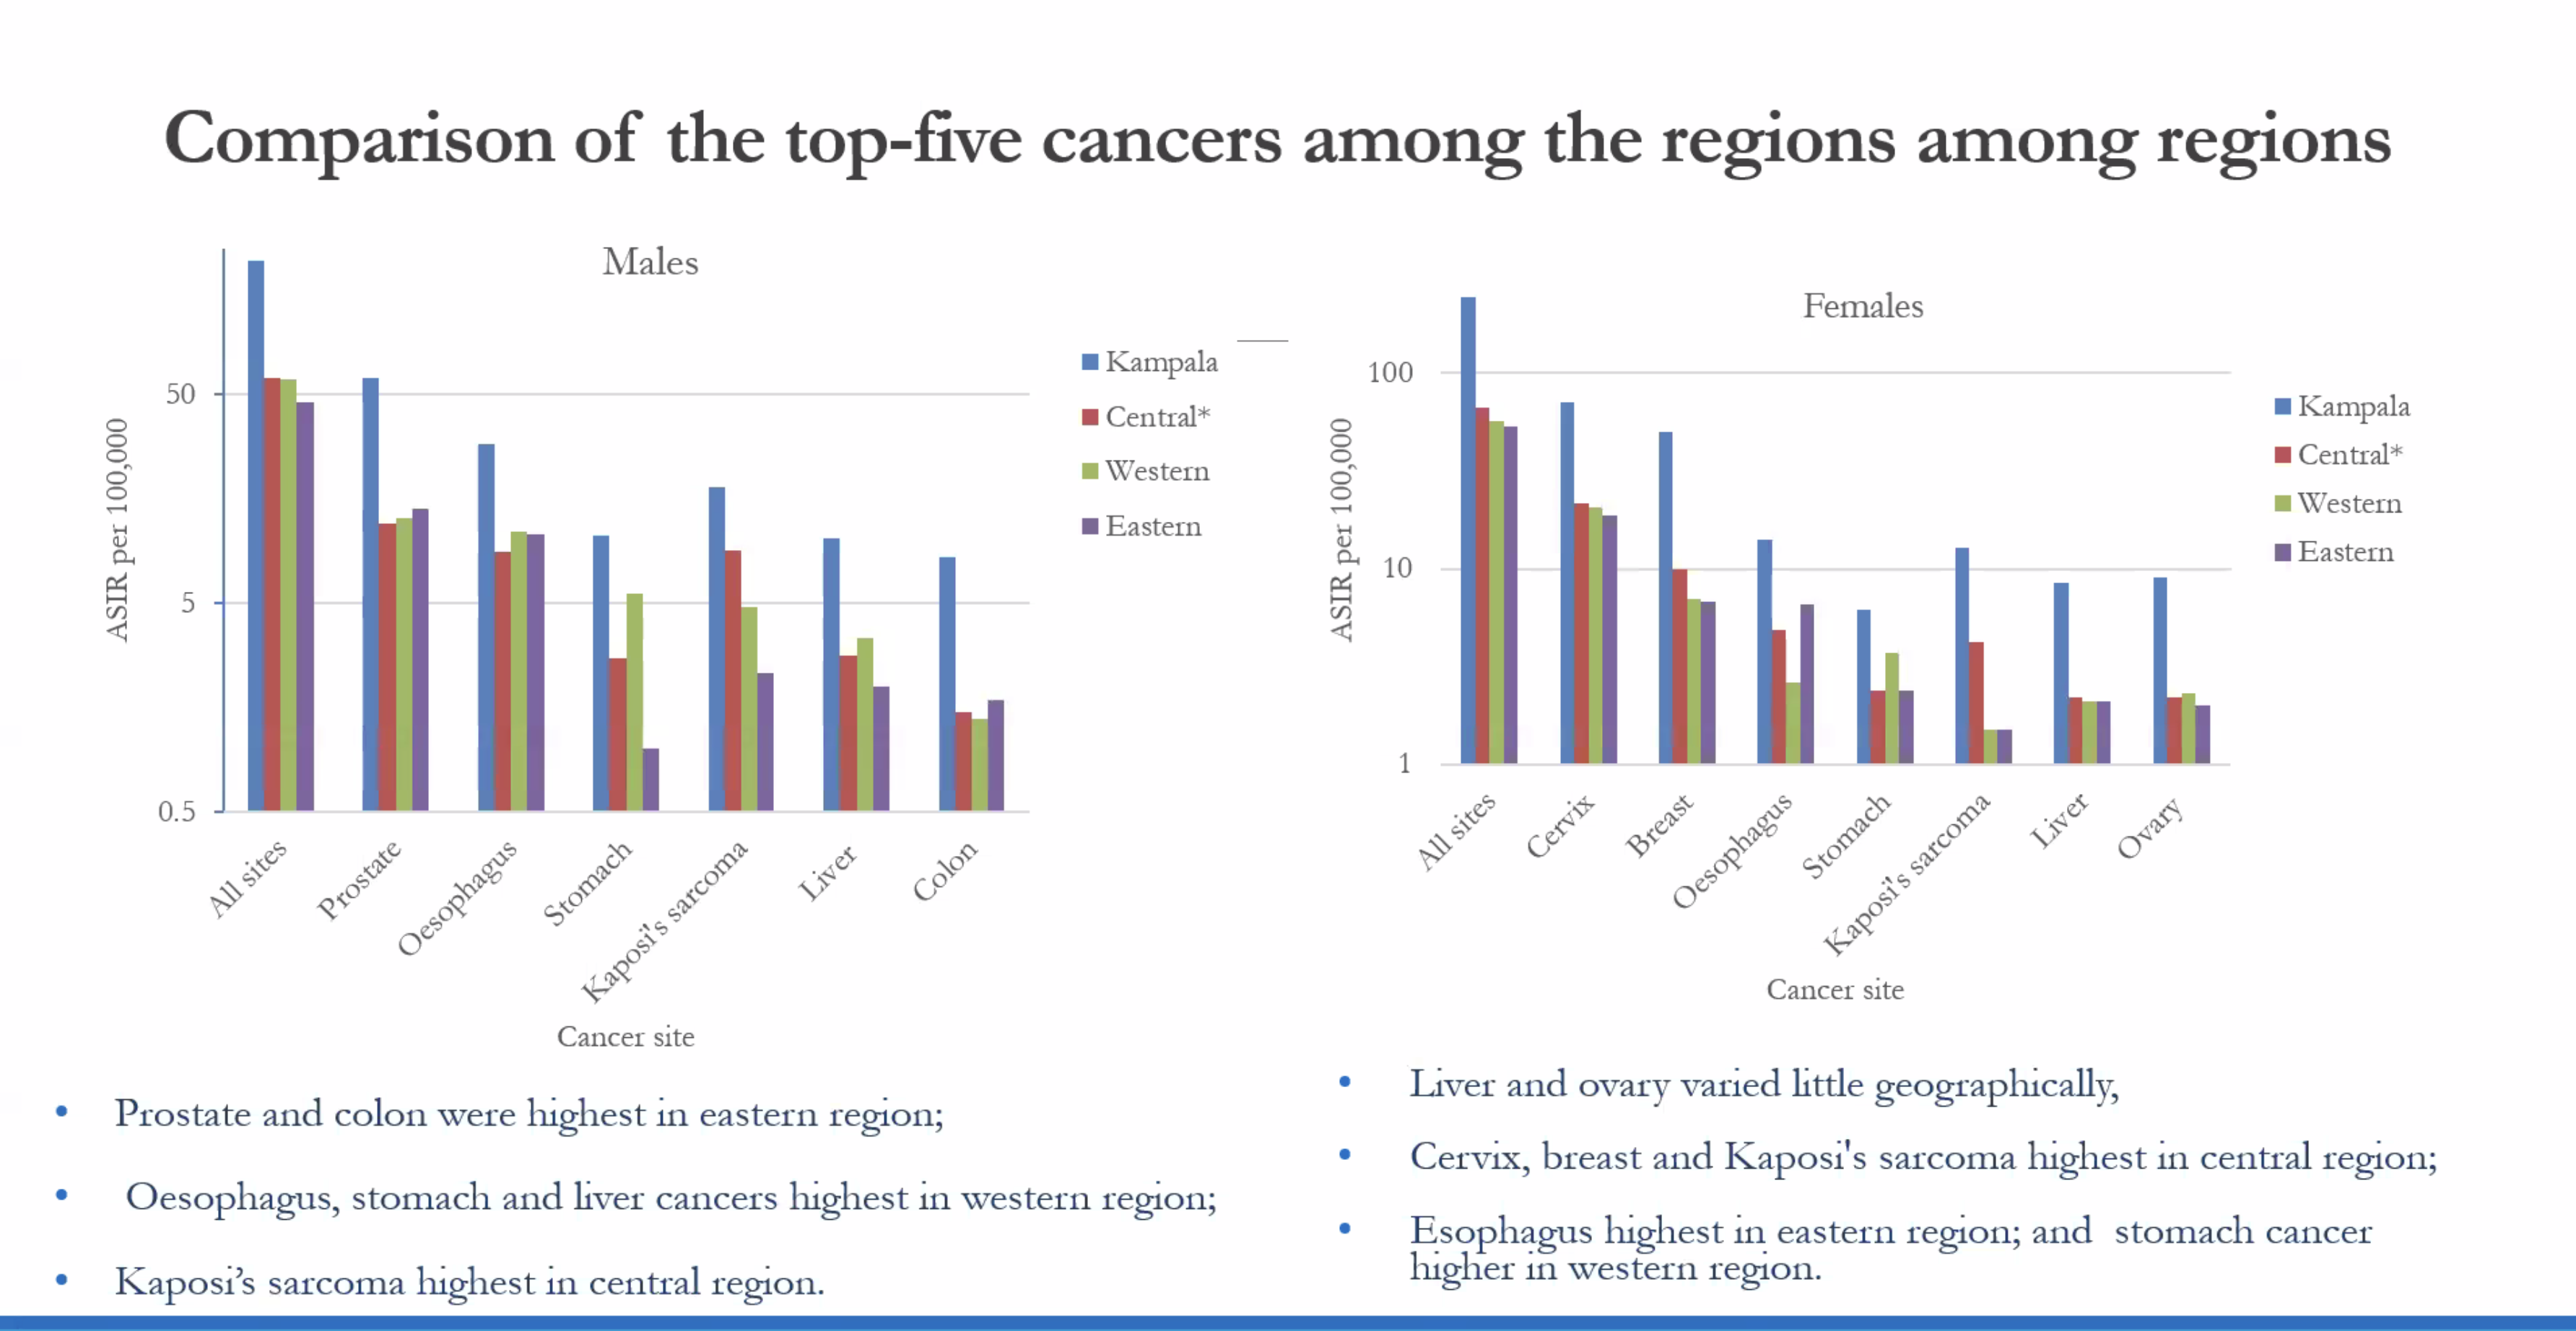 Comparison of the top-five cancers among the regions among regions
Males
ASIR per 100,000
50
5
0.5
All sites
Prostate
Oesophagus
Stomach
Kaposi's sarcoma
Liver
Colon
Cancer site
Kampala
Central*
Western
Eastern
Females
ASIR per 100,000
100
10
1
All sites
Cervix
Breast
Oesophagus
Stomach
Kaposi's sarcoma
Liver
Ovary
Cancer site
Kampala
Central*
Western
Eastern
• Prostate and colon were highest in eastern region;
• Oesophagus, stomach and liver cancers highest in western region;
• Kaposi’s sarcoma highest in central region.
• Liver and ovary varied little geographically,
• Cervix, breast and Kaposi's sarcoma highest in central region;
• Esophagus highest in eastern region; and stomach cancer
higher in western region.